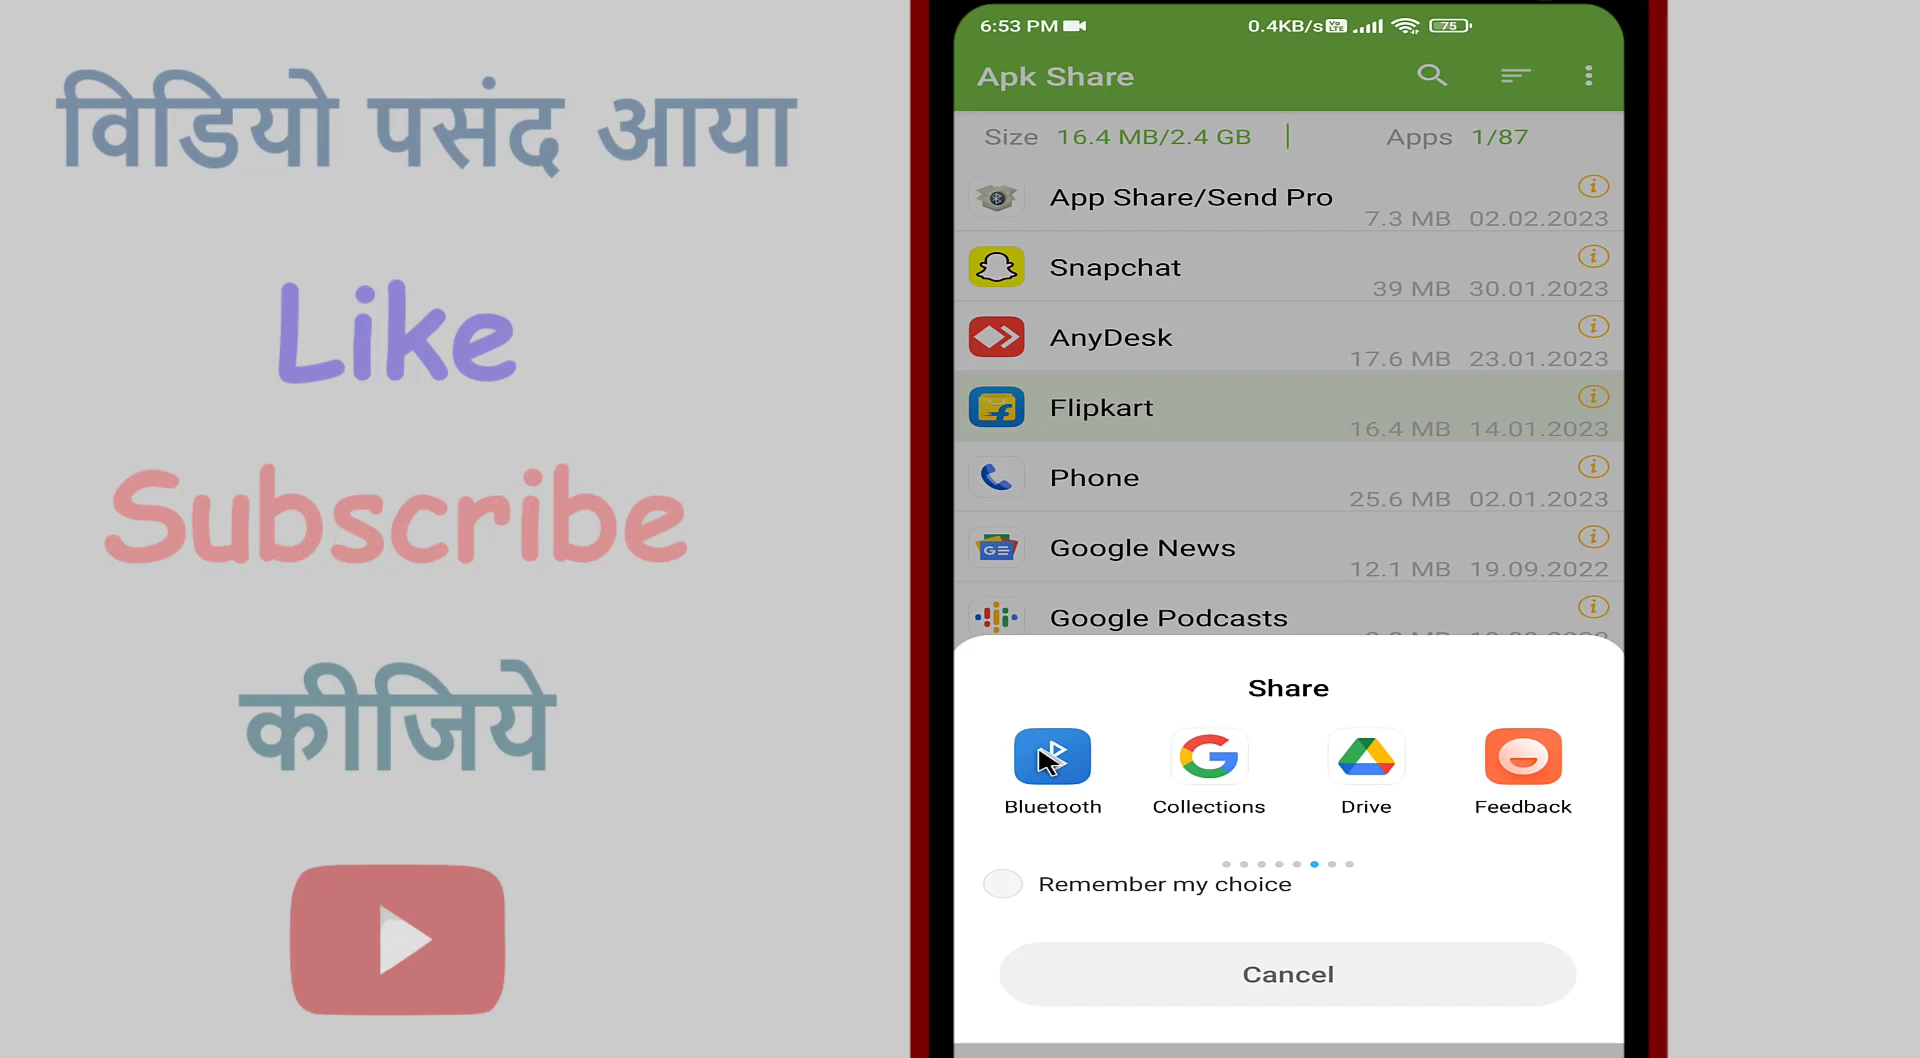 विडियो पसंद आया
Like
Subscribe
कीजिये
6:53 PM 0.4KB/s Vo LTE 75
Apk Share
Size 16.4 MB/2.4 GB | Apps 1/87
App Share/Send Pro
7.3 MB 02.02.2023
Snapchat
39 MB 30.01.2023
AnyDesk
17.6 MB 23.01.2023
Flipkart
16.4 MB 14.01.2023
Phone
25.6 MB 02.01.2023
Google News
12.1 MB 19.09.2022
Google Podcasts
Share
Bluetooth Collections Drive Feedback
Remember my choice
Cancel